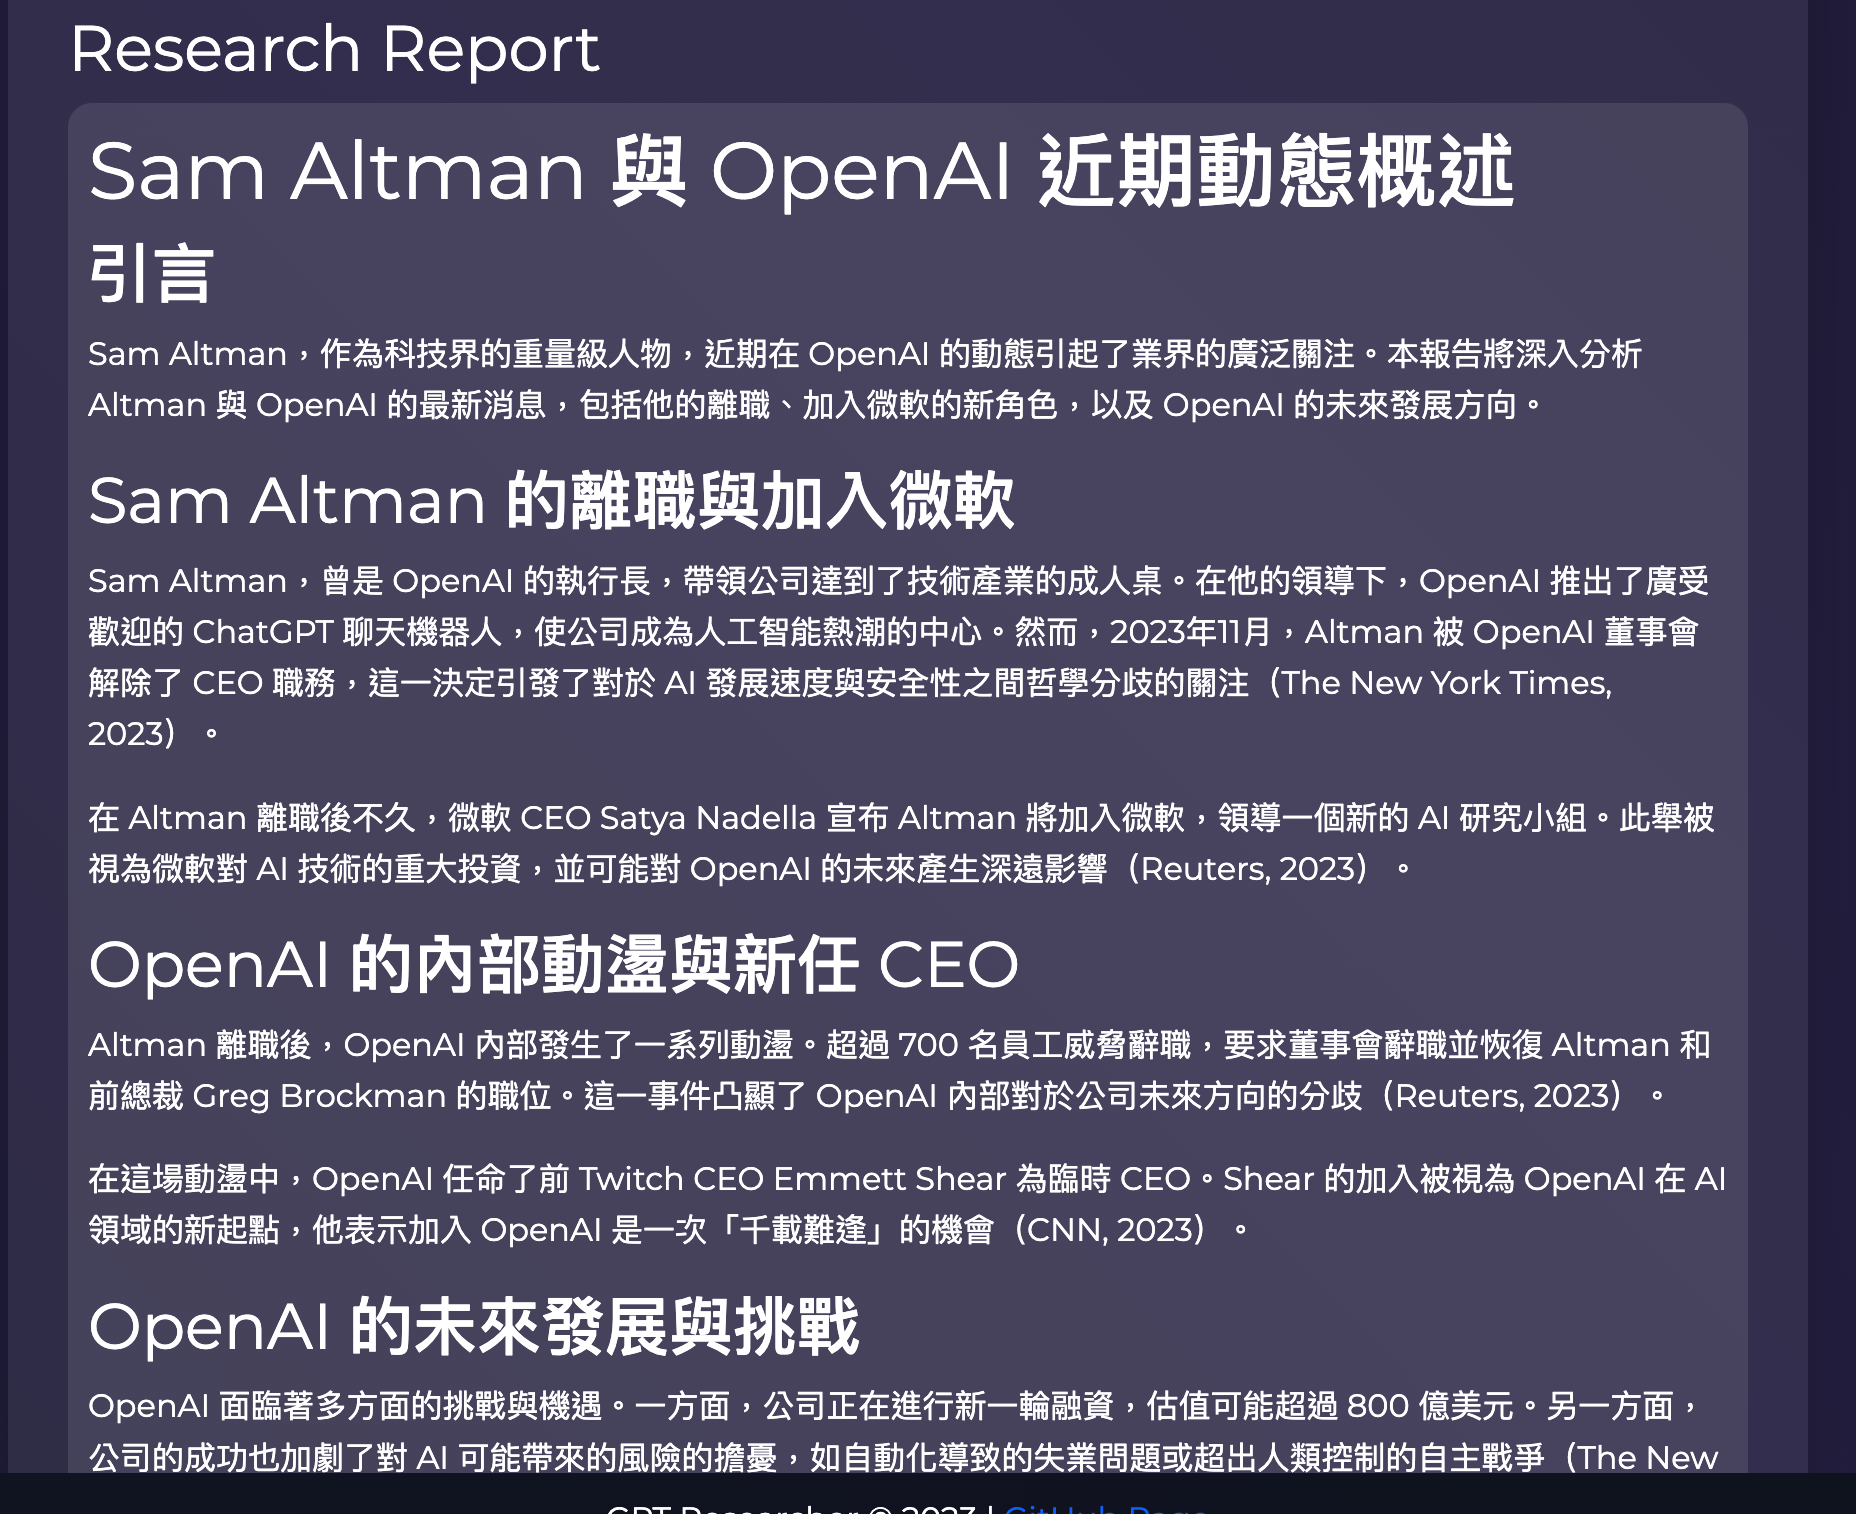 Research Report
Sam Altman 與 OpenAI 近期動態概述
引言
Sam Altman，作為科技界的重量級人物，近期在 OpenAI 的動態引起了業界的廣泛關注。本報告將深入分析
Altman 與 OpenAI 的最新消息，包括他的離職、加入微軟的新角色，以及 OpenAI 的未來發展方向。
Sam Altman 的離職與加入微軟
Sam Altman，曾是 OpenAI 的執行長，帶領公司達到了技術產業的成人桌。在他的領導下，OpenAI 推出了廣受
歡迎的 ChatGPT 聊天機器人，使公司成為人工智能熱潮的中心。然而，2023年11月，Altman 被 OpenAI 董事會
解除了 CEO 職務，這一決定引發了對於 AI 發展速度與安全性之間哲學分歧的關注（The New York Times,
2023）。
在 Altman 離職後不久，微軟 CEO Satya Nadella 宣布 Altman 將加入微軟，領導一個新的 AI 研究小組。此舉被
視為微軟對 AI 技術的重大投資，並可能對 OpenAI 的未來產生深遠影響（Reuters, 2023）。
OpenAI 的內部動盪與新任 CEO
Altman 離職後，OpenAI 內部發生了一系列動盪。超過 700 名員工威脅辭職，要求董事會辭職並恢復 Altman 和
前總裁 Greg Brockman 的職位。這一事件凸顯了 OpenAI 內部對於公司未來方向的分歧（Reuters, 2023）。
在這場動盪中，OpenAI 任命了前 Twitch CEO Emmett Shear 為臨時 CEO。Shear 的加入被視為 OpenAI 在 AI
領域的新起點，他表示加入 OpenAI 是一次「千載難逢」的機會（CNN, 2023）。
OpenAI 的未來發展與挑戰
OpenAI 面臨著多方面的挑戰與機遇。一方面，公司正在進行新一輪融資，估值可能超過 800 億美元。另一方面，
公司的成功也加劇了對 AI 可能帶來的風險的擔憂，如自動化導致的失業問題或超出人類控制的自主戰爭（The New
GPT Researcher © 2023 | GitHub Page